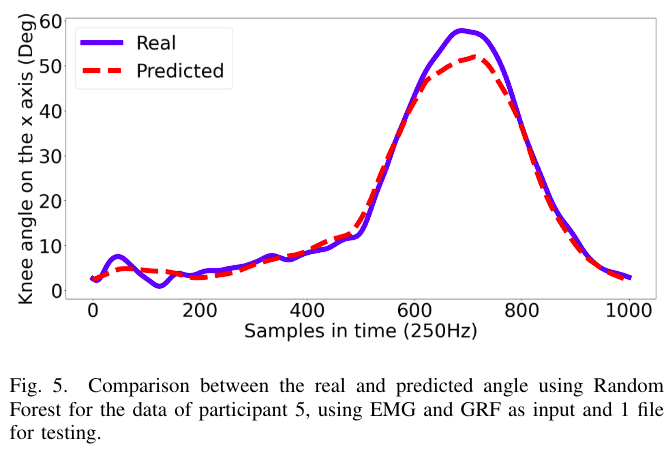 60
50
40
30
20
10
0
Knee angle on the x axis (Deg)
Real
Predicted
0 200 400 600 800 1000
Samples in time (250Hz)
Fig. 5. Comparison between the real and predicted angle using Random
Forest for the data of participant 5, using EMG and GRF as input and 1 file
for testing.